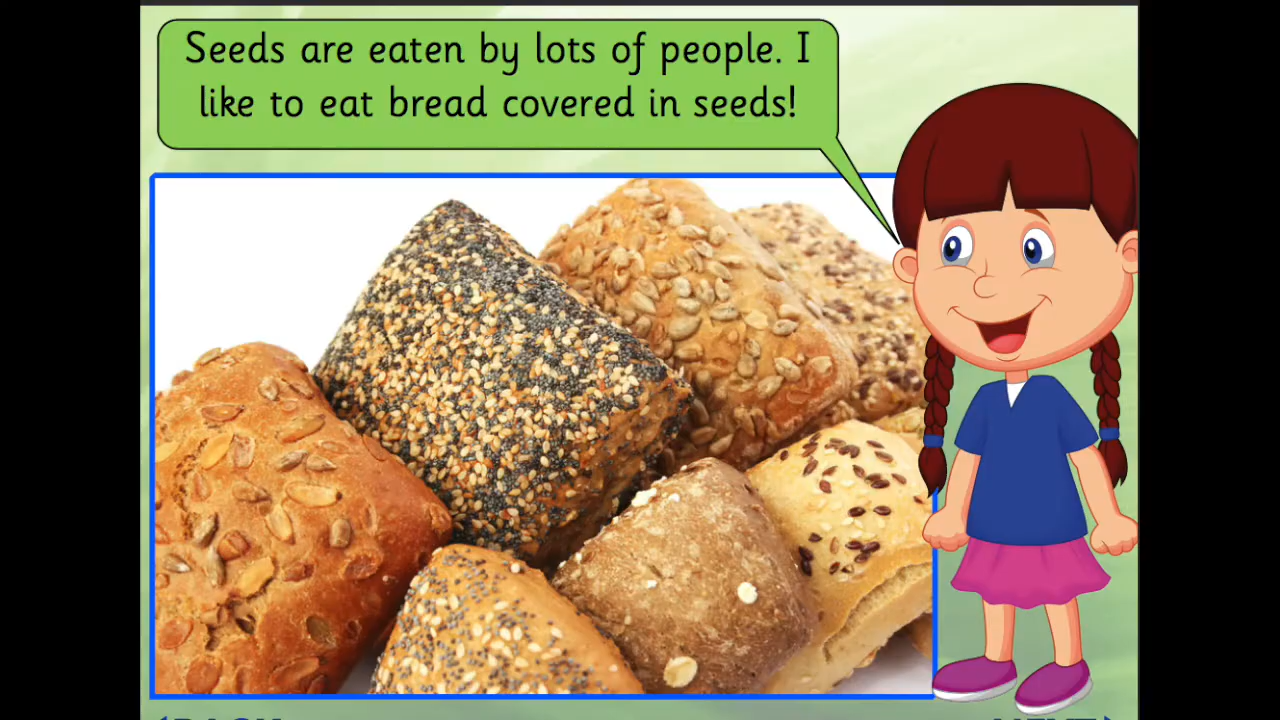 Seeds are eaten by lots of people. I
like to eat bread covered in seeds!